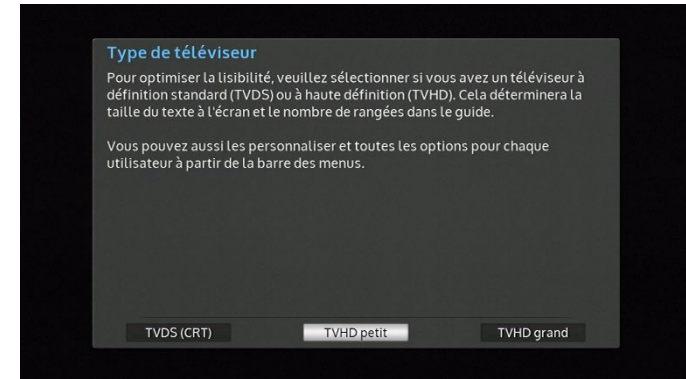 Type de téléviseur
Pour optimiser la lisibilité, veuillez sélectionner si vous avez un téléviseur à
définition standard (TVDS) ou à haute définition (TVHD). Cela déterminera la
taille du texte à l'écran et le nombre de rangées dans le guide.
Vous pouvez aussi les personnaliser et toutes les options pour chaque
utilisateur à partir de la barre des menus.
TVDS (CRT) TVHD petit TVHD grand